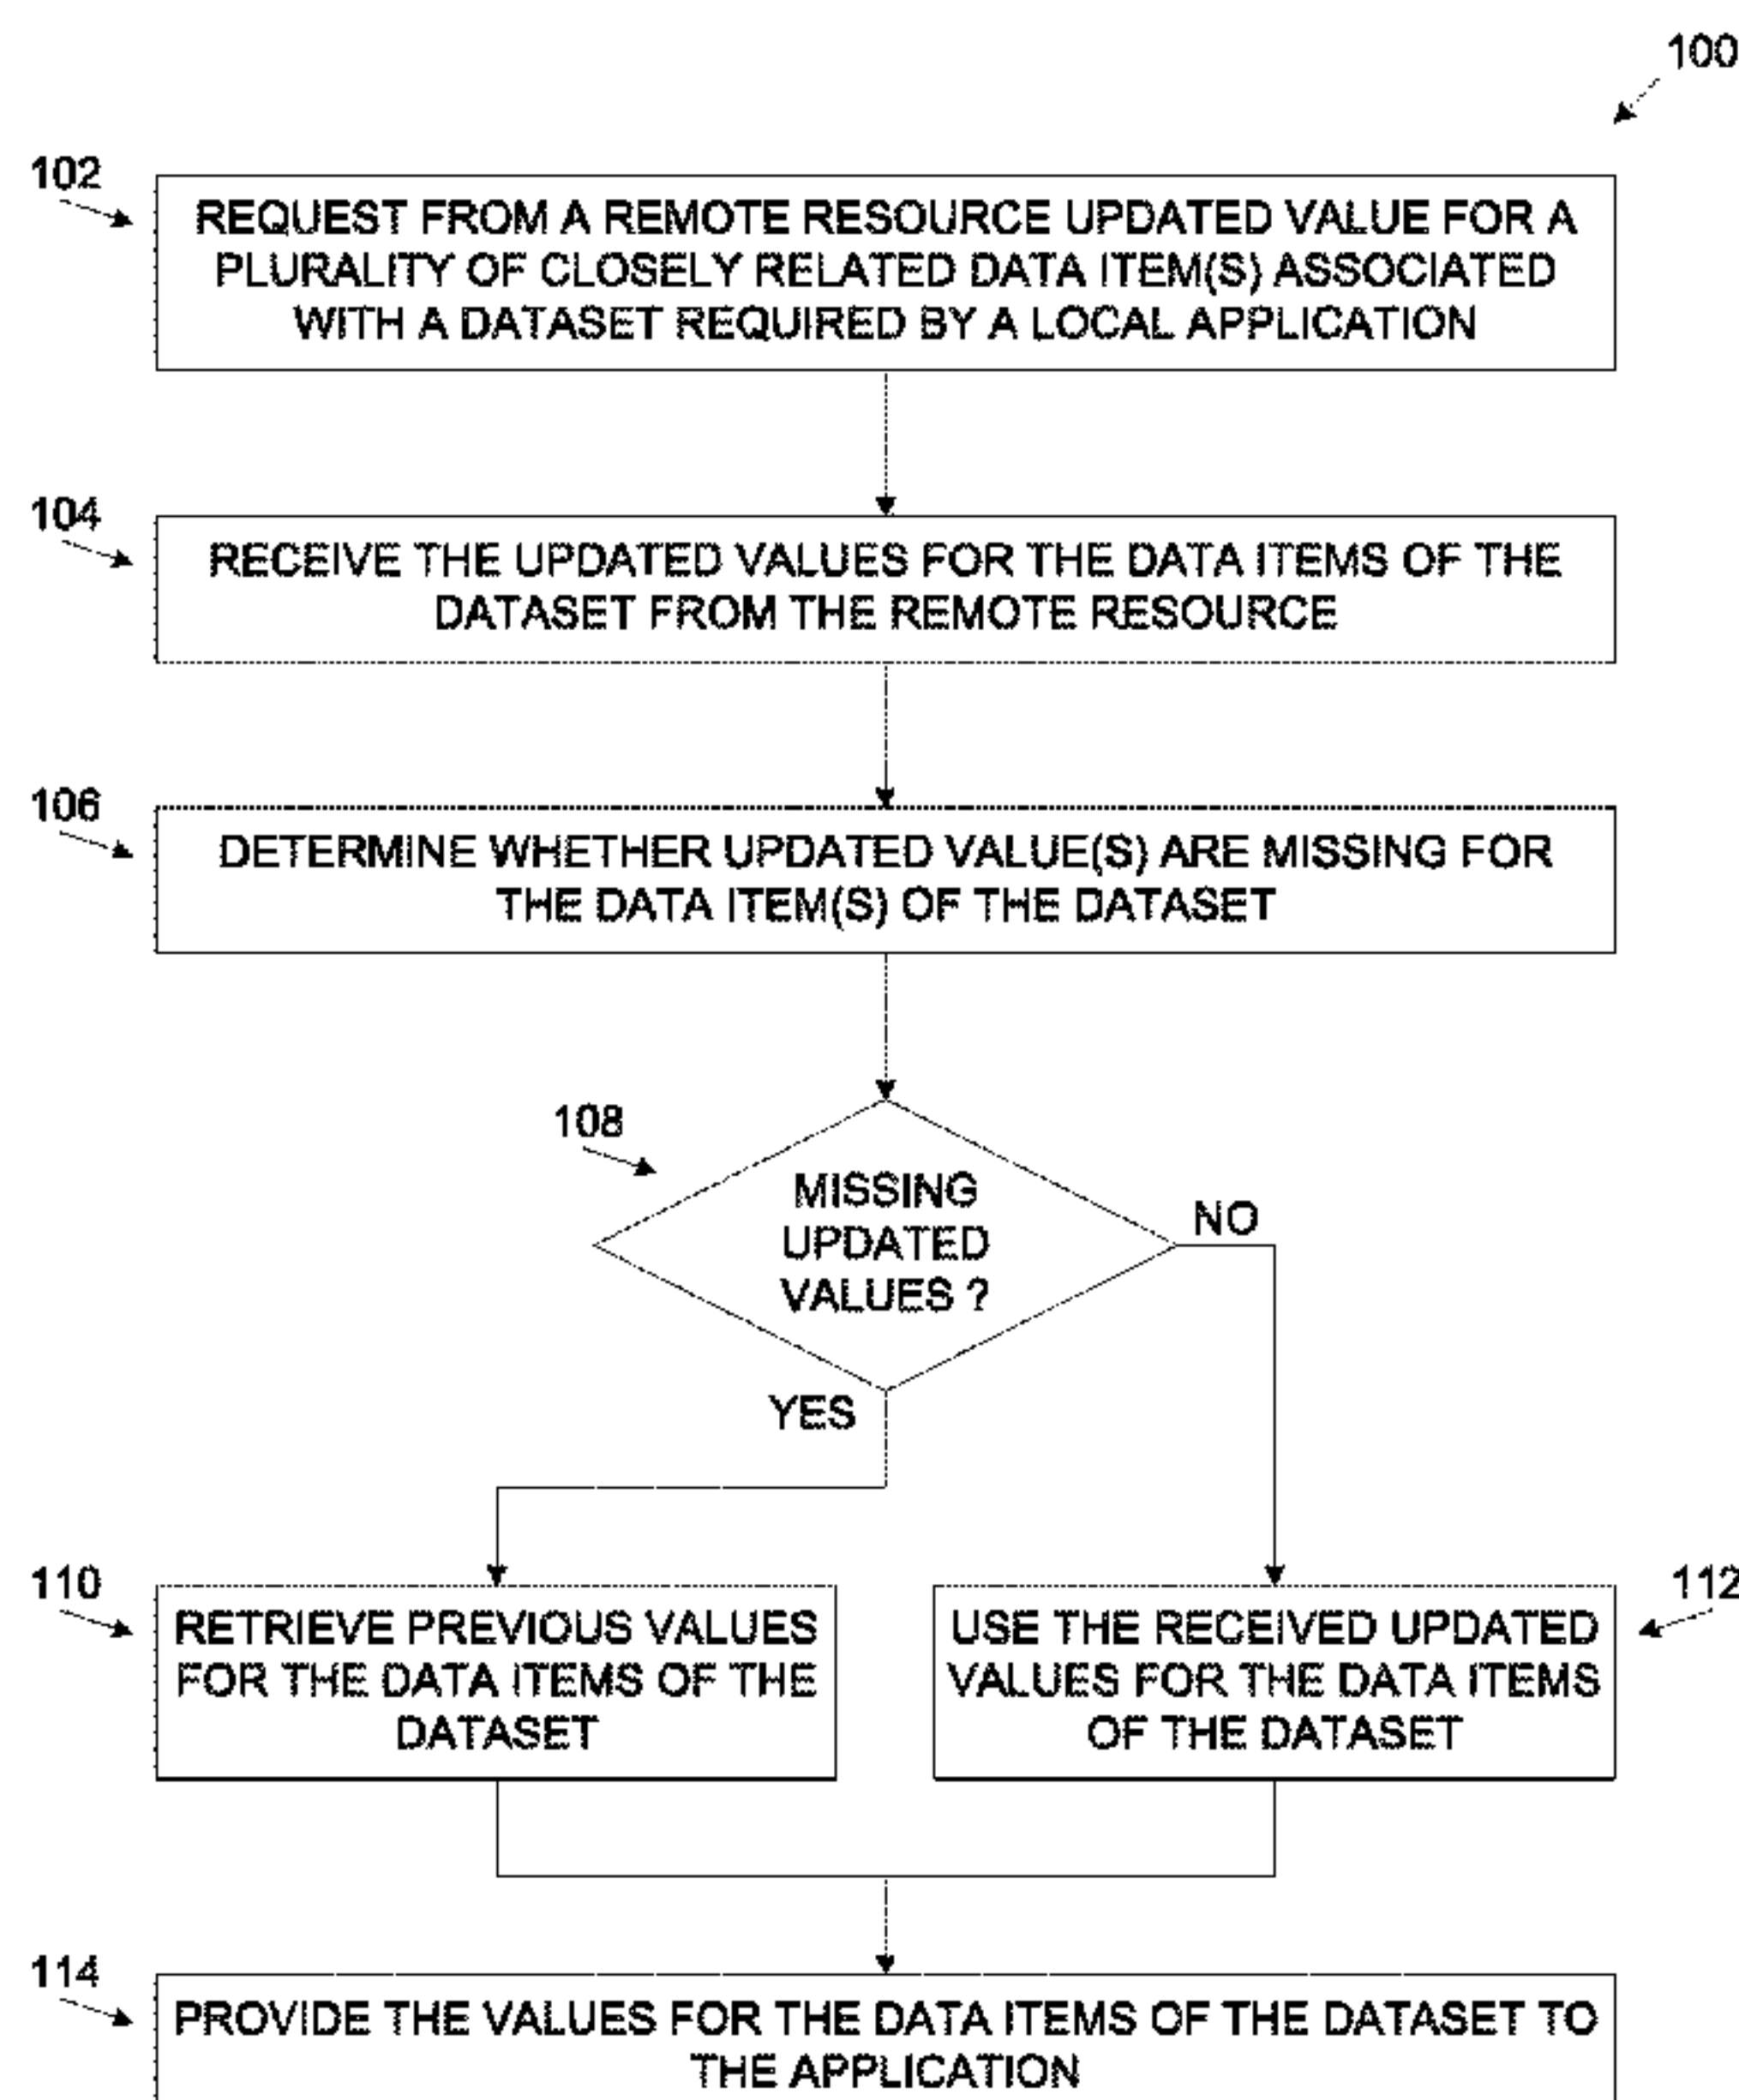 100
102
REQUEST FROM A REMOTE RESOURCE UPDATED VALUE FOR A
PLURALITY OF CLOSELY RELATED DATA ITEM(S) ASSOCIATED
WITH A DATASET REQUIRED BY A LOCAL APPLICATION
104
RECEIVE THE UPDATED VALUES FOR THE DATA ITEMS OF THE
DATASET FROM THE REMOTE RESOURCE
106
DETERMINE WHETHER UPDATED VALUE(S) ARE MISSING FOR
THE DATA ITEM(S) OF THE DATASET
108
MISSING
UPDATED
VALUES ?
NO
YES
110
RETRIEVE PREVIOUS VALUES
FOR THE DATA ITEMS OF THE
DATASET
112
USE THE RECEIVED UPDATED
VALUES FOR THE DATA ITEMS
OF THE DATASET
114
PROVIDE THE VALUES FOR THE DATA ITEMS OF THE DATASET TO
THE APPLICATION